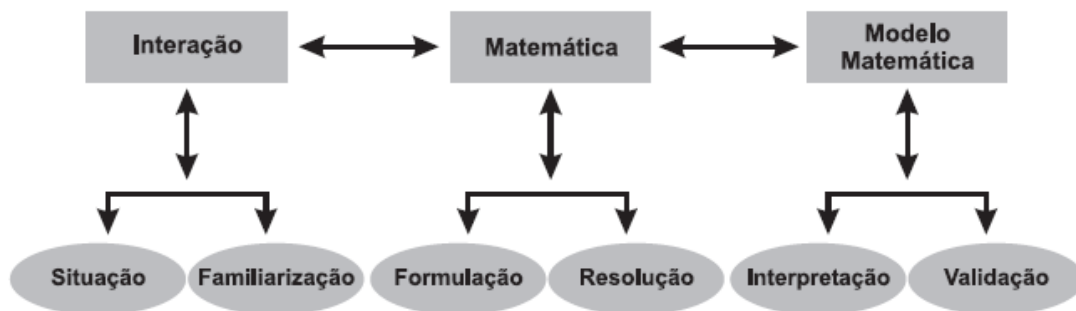 Interação
Matemática
Modelo
Matemática
Situação
Familiarização
Formulação
Resolução
Interpretação
Validação